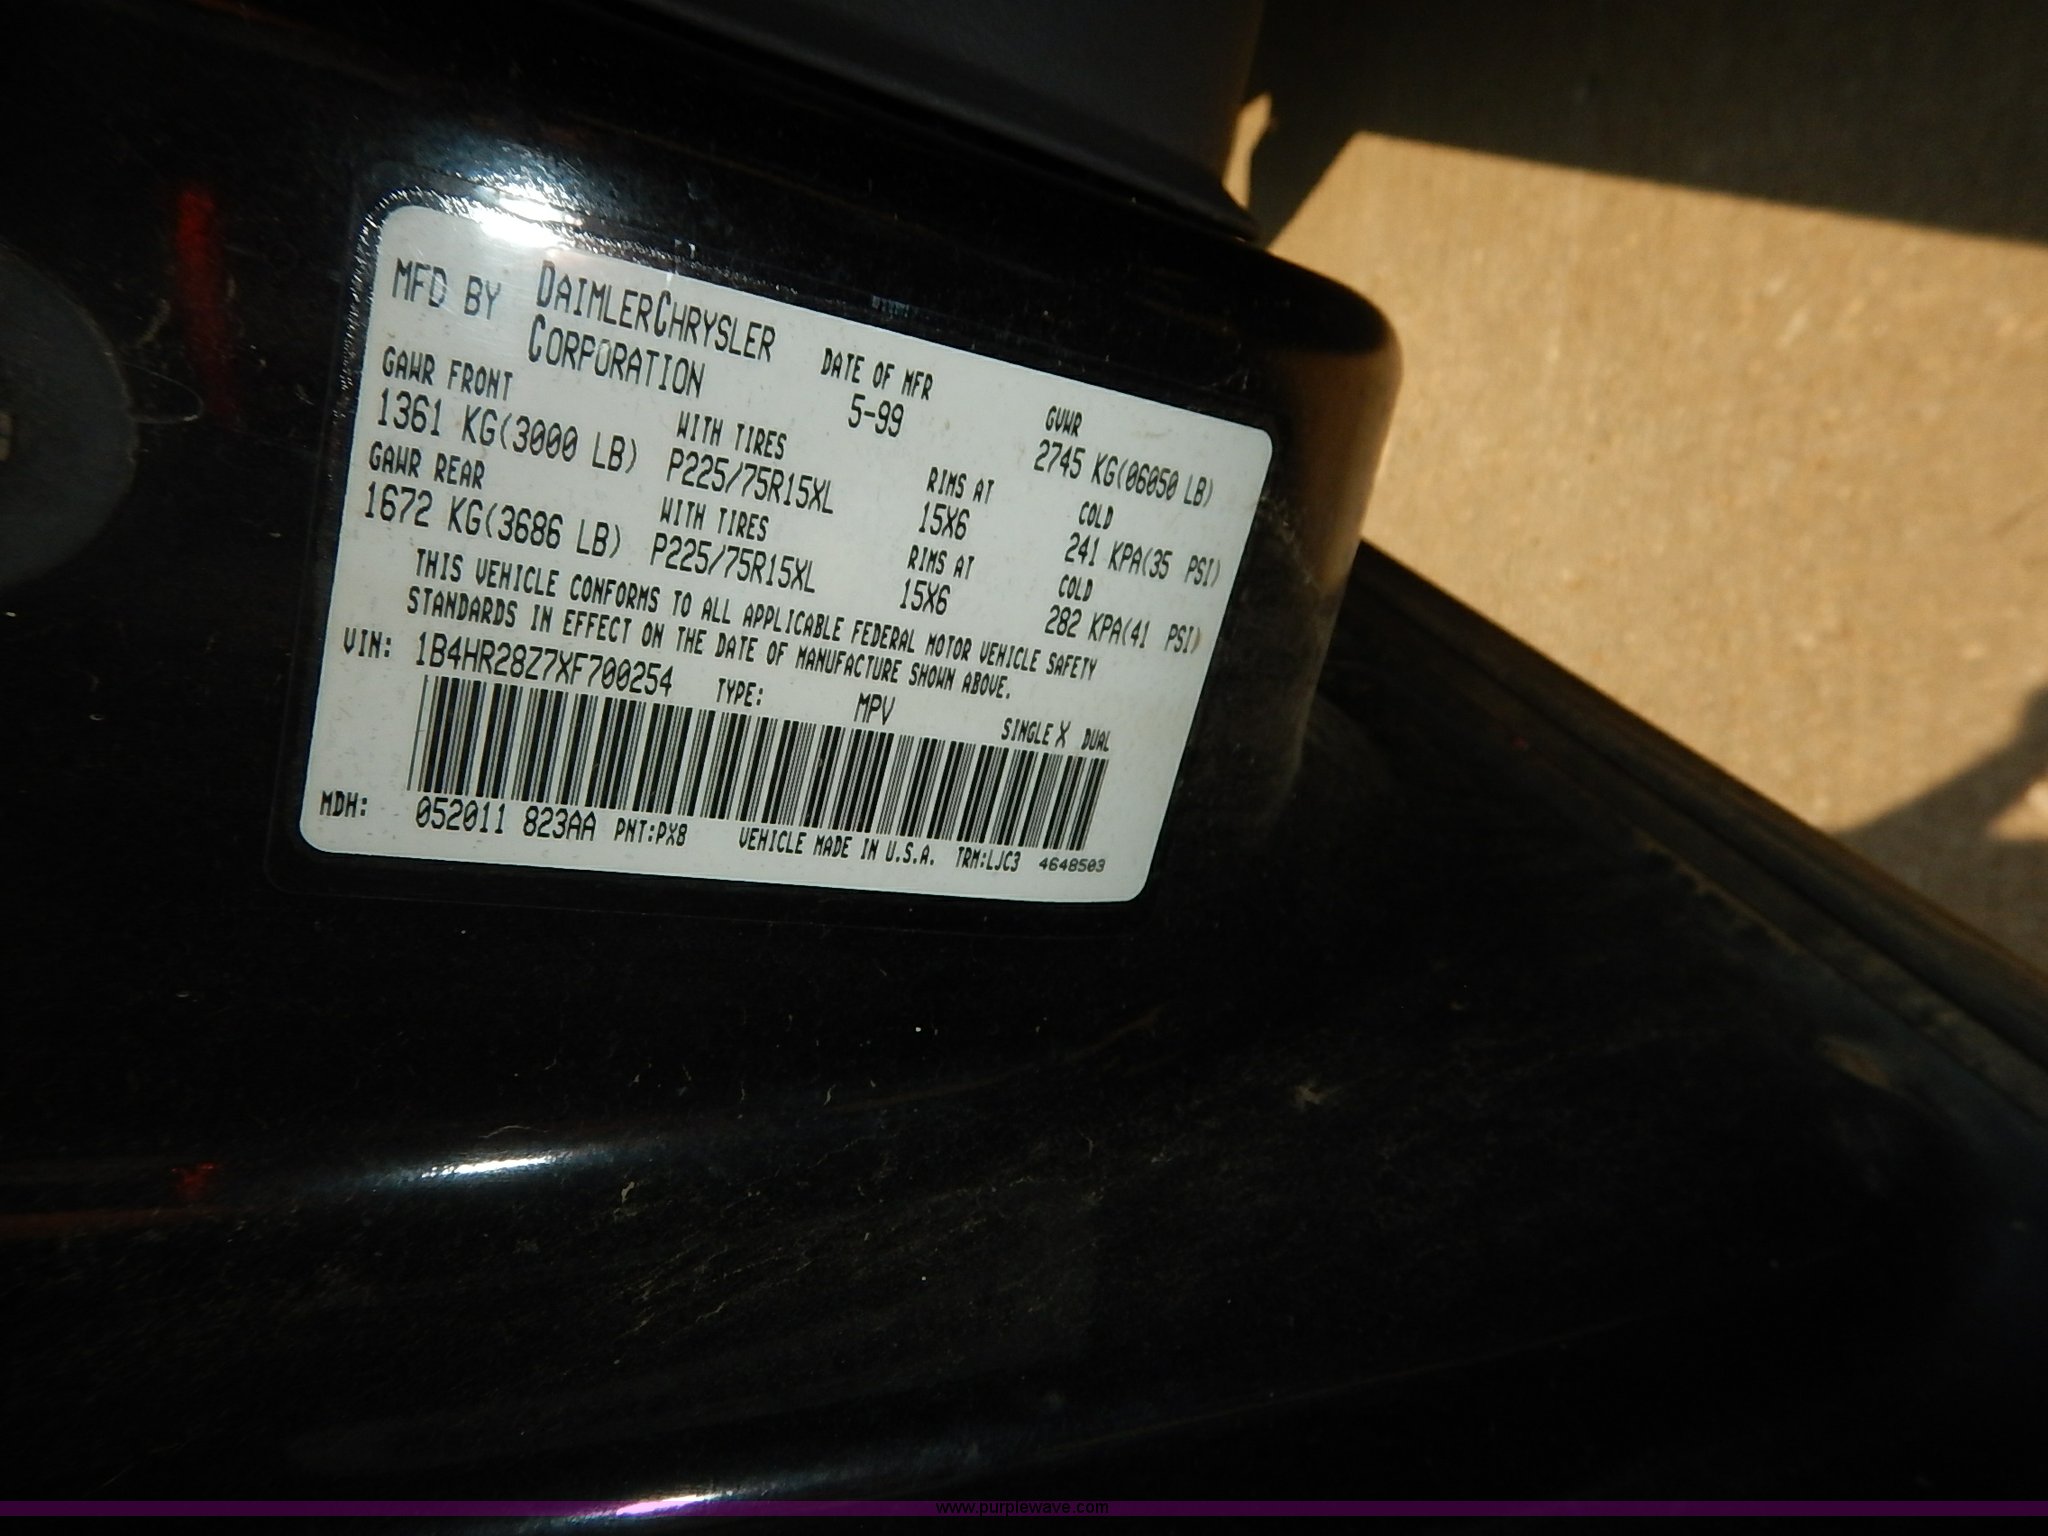 MFD BY DAIMLERCHRYSLER CORPORATION
DATE OF MFR 5-99
GVWR 2745 KG(06050 LB)
GAWR FRONT WITH TIRES RIMS AT COLD
1361 KG(3000 LB) P225/75R15XL 15X6 241 KPA(35 PSI)
GAWR REAR WITH TIRES RIMS AT COLD
1672 KG(3686 LB) P225/75R15XL 15X6 282 KPA(41 PSI)
THIS VEHICLE CONFORMS TO ALL APPLICABLE FEDERAL MOTOR VEHICLE SAFETY
STANDARDS IN EFFECT ON THE DATE OF MANUFACTURE SHOWN ABOVE.
VIN: 1B4HR28Z7XF700254 TYPE: MPV SINGLE X DUAL
MDH: 052011 823AA PNT:PX8 VEHICLE MADE IN U.S.A. TRM:LJC3 4648503
www.purplewave.com